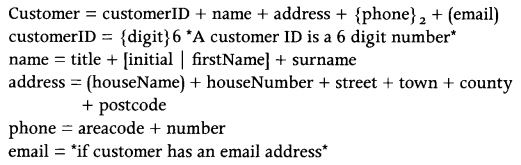 Customer = customerID + name + address + {phone}₂ + (email)
customerID = {digit}6 *A customer ID is a 6 digit number*
name = title + [initial | firstName] + surname
address = (houseName) + houseNumber + street + town + county
+ postcode
phone = areacode + number
email = *if customer has an email address*